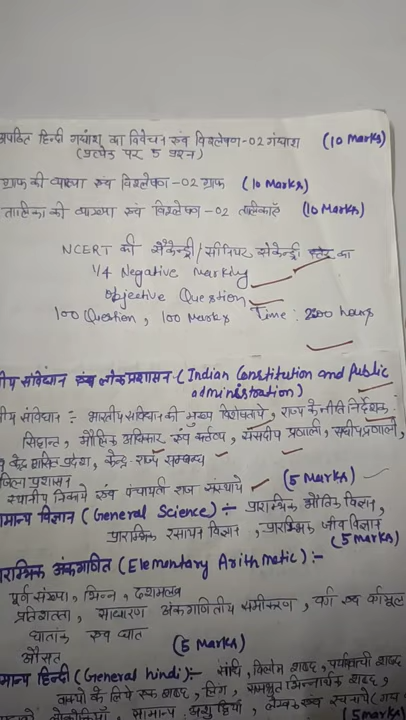 अपठित हिन्दी गद्यांश का विवेचन एवं विश्लेषण-02 गद्यांश (10 Marks)
(प्रत्येक पर 5 प्रश्न)
ग्राफ की व्याख्या एवं विश्लेषण-02 ग्राफ (10 Marks)
तालिका की व्याख्या एवं विश्लेषण-02 तालिकाऐं (10 Marks)
NCERT की सेकेन्ड्री/सीनियर सेकेन्ड्री स्तर का
1/4 Negative Marking
objective Question
100 Question, 100 Marks Time: 2:00 hours
संविधान एवं लोकप्रशासन-(Indian Constitution and Public
administration)
संविधान :- भारतीय संविधान की मुख्य विशेषतायें, राज्य के नीति निर्देशक
सिद्धान्त, मौलिक अधिकार एवं कर्तव्य, संसदीय प्रणाली, संघीय प्रणाली,
केन्द्र शासित प्रदेश, केन्द्र-राज्य सम्बन्ध
जिला प्रशासन
स्थानीय निकाय एवं पंचायती राज संस्थायें (5 Marks)
सामान्य विज्ञान (General Science):- प्रारम्भिक भौतिक विज्ञान,
प्रारम्भिक रसायन विज्ञान, प्रारम्भिक जीव विज्ञान
(5 Marks)
प्रारम्भिक अंकगणित (Elementary Arithmetic):-
पूर्ण संख्या, भिन्न, दशमलव
प्रतिशतता, साधारण अंकगणितीय समीकरण, वर्ग एवं वर्गमूल
घातांक एवं घात
औसत (5 Marks)
सामान्य हिन्दी (General hindi):- संधि, विलोम शब्द, पर्यायवाची शब्द
के लिये एक शब्द, लिंग, समश्रुत भिन्नार्थक शब्द,
लोकोक्तियाँ, सामान्य अशुद्धियाँ, लेखक एवं रचनायें
(5 Marks)